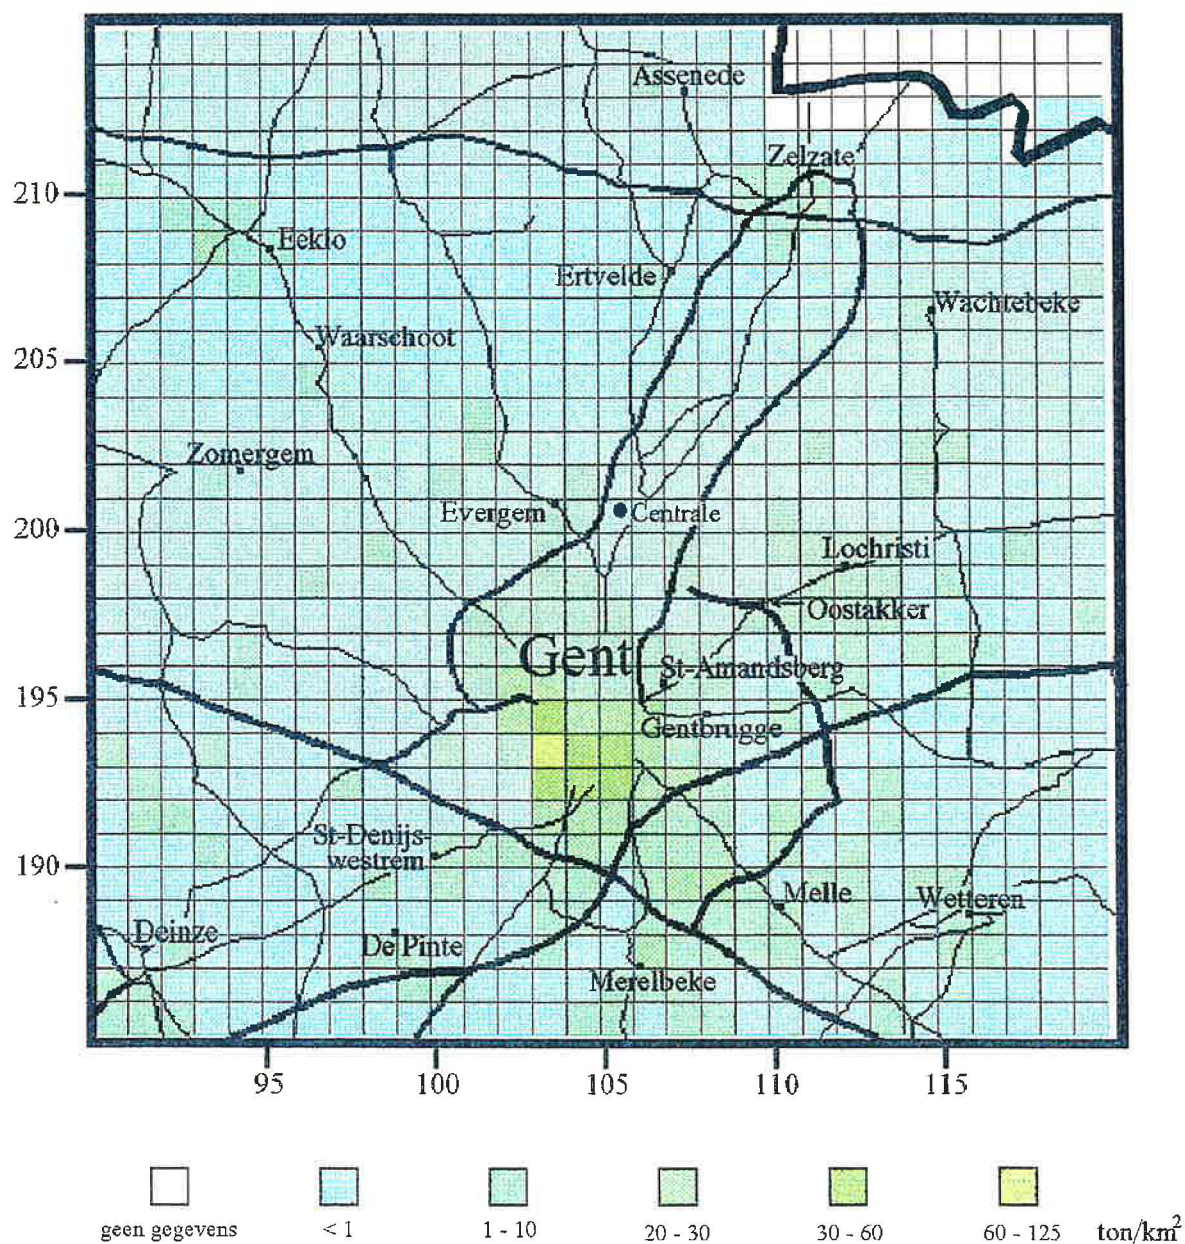 Assenede
Zelzate
210
Eeklo
Ertvelde
Wachtebeke
Waarschoot
205
Zomergem
Evergem
Centrale
200
Lochristi
Oostakker
Gent
St-Amandsberg
195
Gentbrugge
St-Denijs-
westrem
190
Melle
Wetteren
Deinze
De Pinte
Merelbeke
95 100 105 110 115
geen gegevens < 1 1 - 10 20 - 30 30 - 60 60 - 125 ton/km²